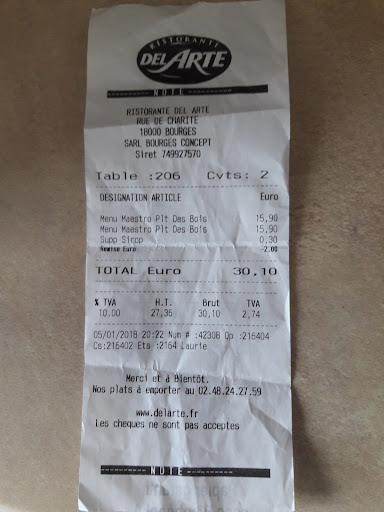 RISTORANTE
DEL ARTE
NOTE
RISTORANTE DEL ARTE
RUE DE CHARITE
18000 BOURGES
SARL BOURGES CONCEPT
Siret 749927570
Table :206 Cvts: 2
DESIGNATION ARTICLE Euro
Menu Maestro Plt Des Bois 15,90
Menu Maestro Plt Des Bois 15,90
Supp Sirop 0,30
Remise Euro -2,00
TOTAL Euro 30,10
% TVA H.T. Brut TVA
10,00 27,36 30,10 2,74
05/01/2018 20:22 Num # :42306 Op :216404
Cs:216402 Ets :2164 Laurie
Merci et à Bientôt.
Nos plats à emporter au 02.48.24.27.59
www.delarte.fr
Les cheques ne sont pas acceptes
NOTE